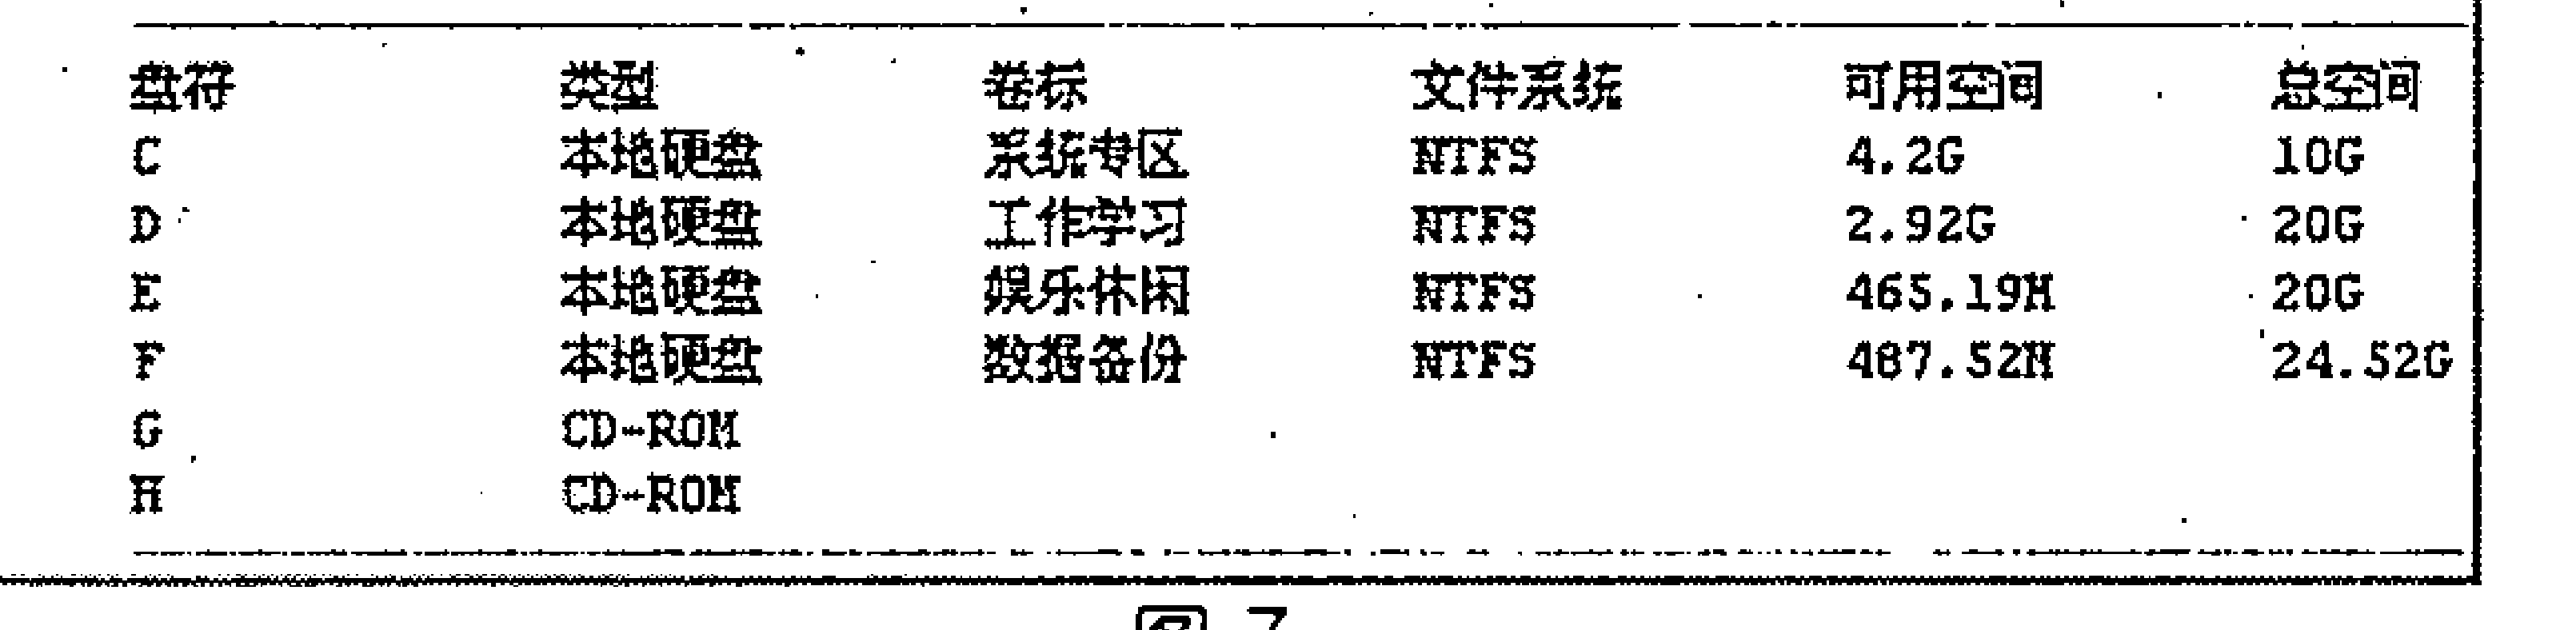 盘符 类型 卷标 文件系统 可用空间 总空间
C 本地硬盘 系统专区 NTFS 4.2G 10G
D 本地硬盘 工作学习 NTFS 2.92G 20G
E 本地硬盘 娱乐休闲 NTFS 465.19M 20G
F 本地硬盘 数据备份 NTFS 487.52M 24.52G
G CD-ROM
H CD-ROM
图 7